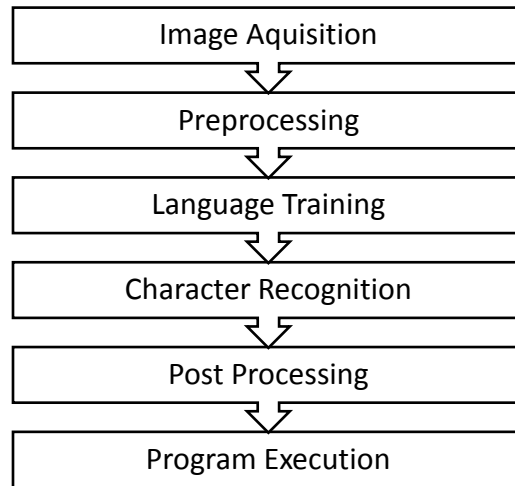 Image Aquisition
Preprocessing
Language Training
Character Recognition
Post Processing
Program Execution